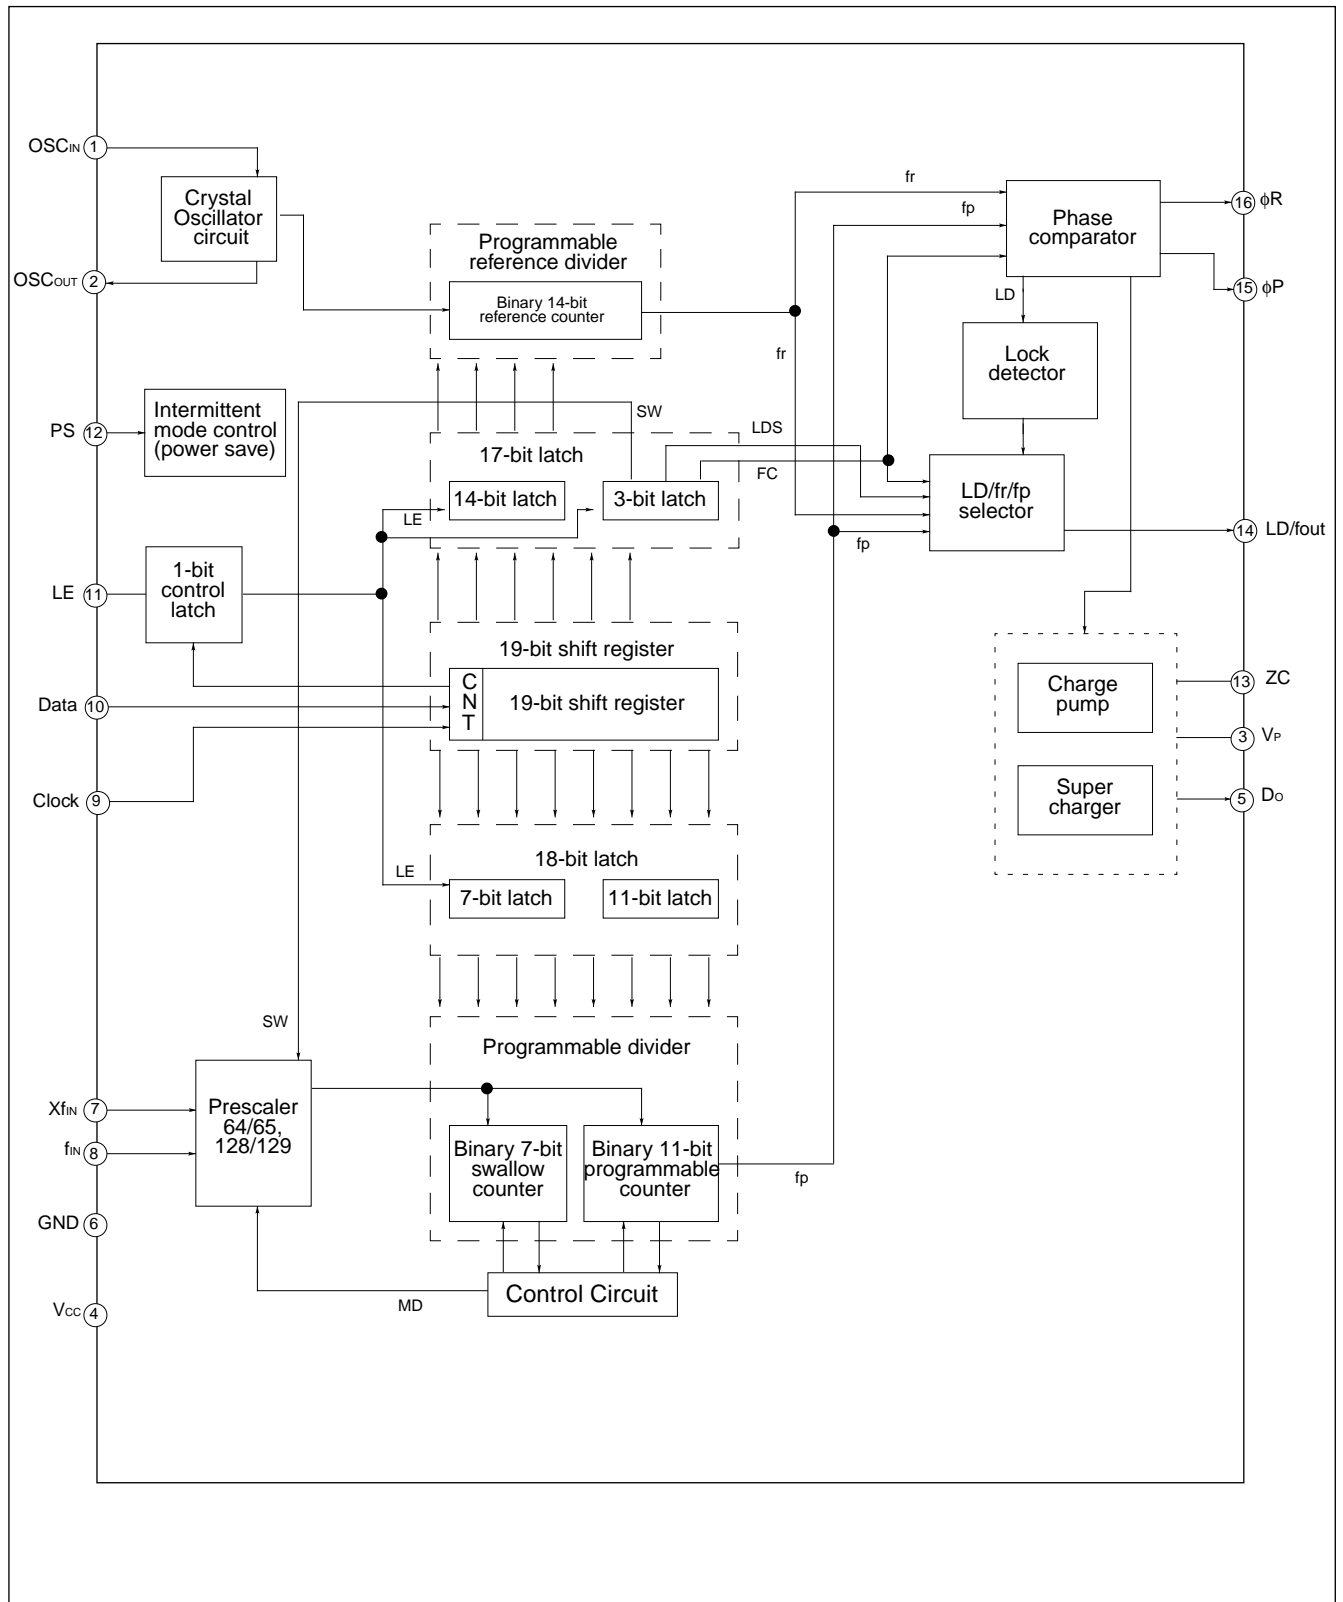 OSCIN 1
Crystal
Oscillator
circuit
OSCOUT 2
PS 12
Intermittent
mode control
(power save)
LE 11
1-bit
control
latch
Data 10
Clock 9
XfIN 7
fIN 8
GND 6
VCC 4
SW
Prescaler
64/65,
128/129
MD
Programmable
reference divider
Binary 14-bit
reference counter
SW
17-bit latch
14-bit latch
3-bit latch
LE
LDS
FC
19-bit shift register
C
N
T
19-bit shift register
18-bit latch
LE
7-bit latch
11-bit latch
Programmable divider
Binary 7-bit
swallow
counter
Binary 11-bit
programmable
counter
fp
Control Circuit
fr
fp
fr
fp
Phase
comparator
LD
Lock
detector
LD/fr/fp
selector
Charge
pump
Super
charger
16 ϕR
15 ϕP
14 LD/fout
13 ZC
3 VP
5 DO